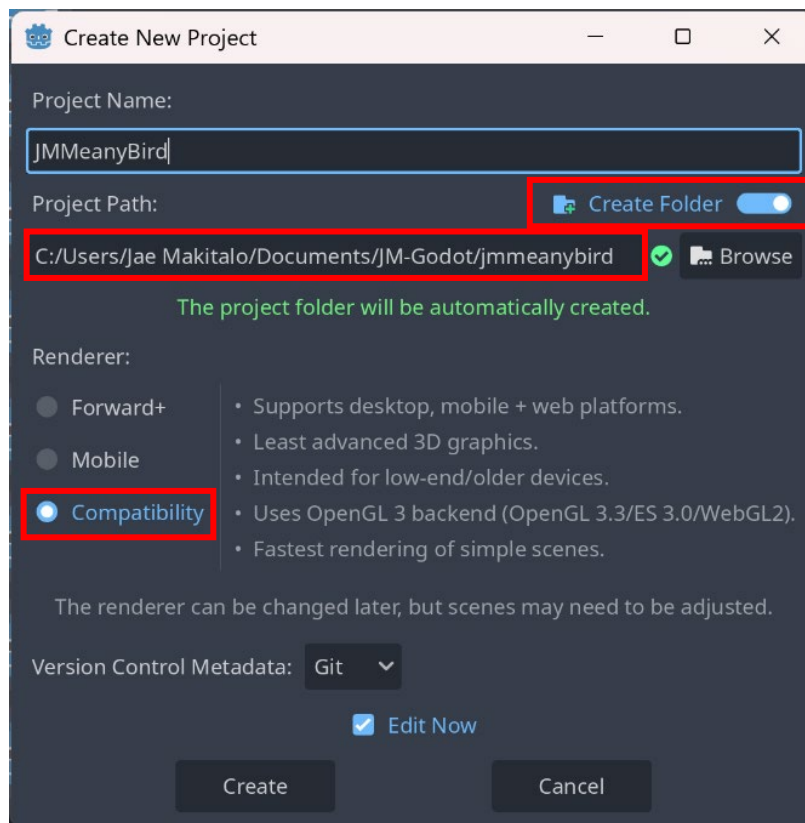 Create New Project
Project Name:
JMMeanyBird
Project Path:
Create Folder
C:/Users/Jae Makitalo/Documents/JM-Godot/jmmeanybird
Browse
The project folder will be automatically created.
Renderer:
Forward+
Mobile
Compatibility
• Supports desktop, mobile + web platforms.
• Least advanced 3D graphics.
• Intended for low-end/older devices.
• Uses OpenGL 3 backend (OpenGL 3.3/ES 3.0/WebGL2).
• Fastest rendering of simple scenes.
The renderer can be changed later, but scenes may need to be adjusted.
Version Control Metadata: Git
Edit Now
Create
Cancel